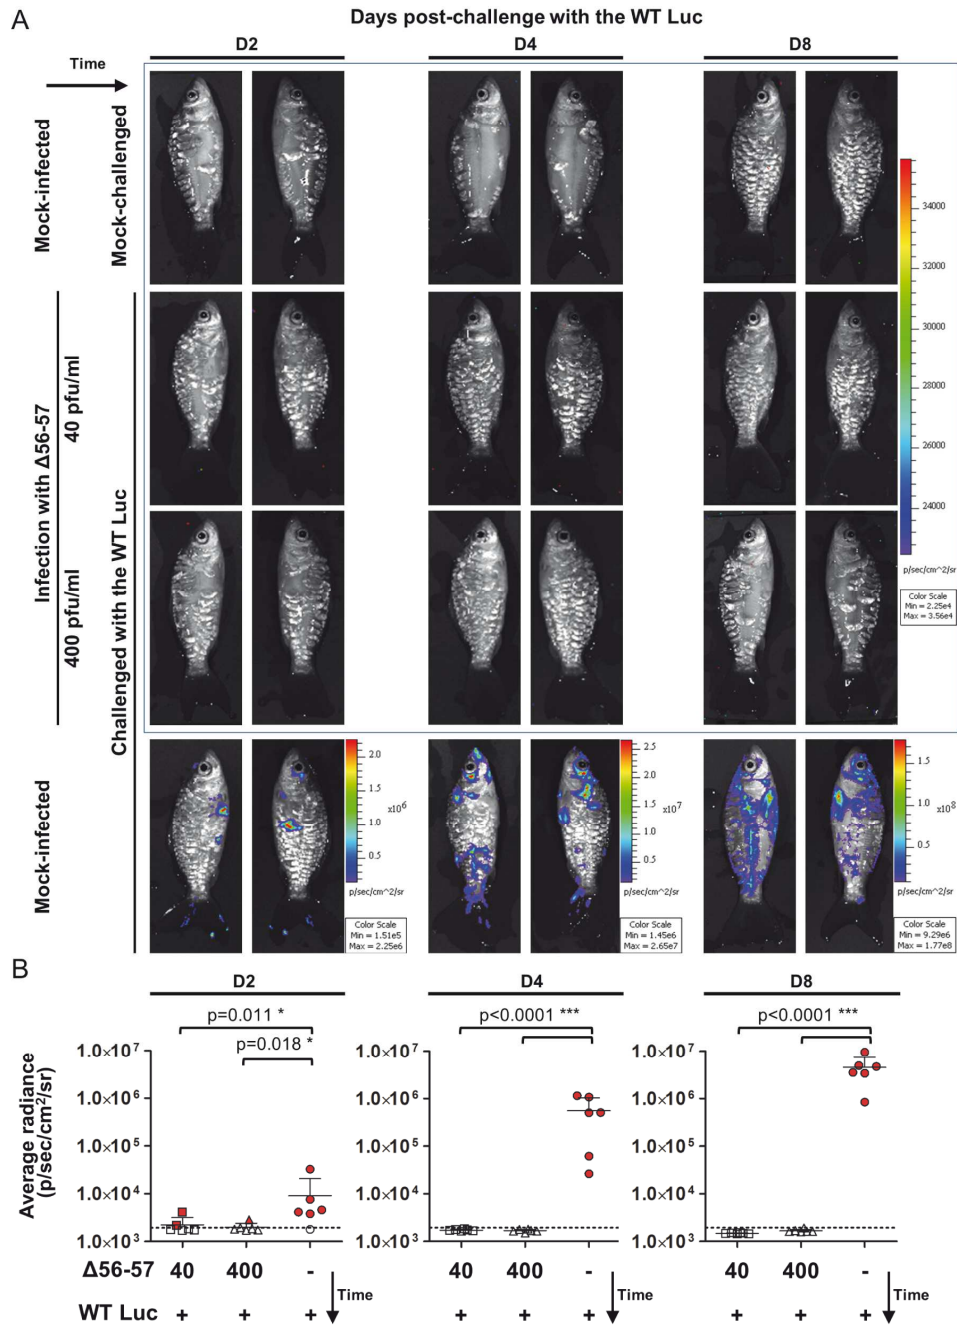 A
Days post-challenge with the WT Luc
D2
D4
D8
Time
Mock-infected
Mock-challenged
34000
32000
30000
28000
26000
24000
p/sec/cm^2/sr
Color Scale
Min = 2.25e4
Max = 3.56e4
Infection with Δ56-57
40 pfu/ml
400 pfu/ml
Challenged with the WT Luc
Mock-infected
2.0
1.5
x10⁶
1.0
0.5
p/sec/cm^2/sr
Color Scale
Min = 1.51e5
Max = 2.25e6
2.5
2.0
1.5
x10⁷
1.0
0.5
p/sec/cm^2/sr
Color Scale
Min = 1.45e6
Max = 2.65e7
1.5
x10⁸
1.0
0.5
p/sec/cm^2/sr
Color Scale
Min = 9.29e6
Max = 1.77e8
B
D2
D4
D8
p=0.011 *
p=0.018 *
p<0.0001 ***
p<0.0001 ***
Average radiance
(p/sec/cm²/sr)
1.0×10⁷
1.0×10⁶
1.0×10⁵
1.0×10⁴
1.0×10³
1.0×10⁷
1.0×10⁶
1.0×10⁵
1.0×10⁴
1.0×10³
1.0×10⁷
1.0×10⁶
1.0×10⁵
1.0×10⁴
1.0×10³
Δ56-57 40 400 - 40 400 - 40 400 -
Time Time Time
WT Luc + + + + + + + + +